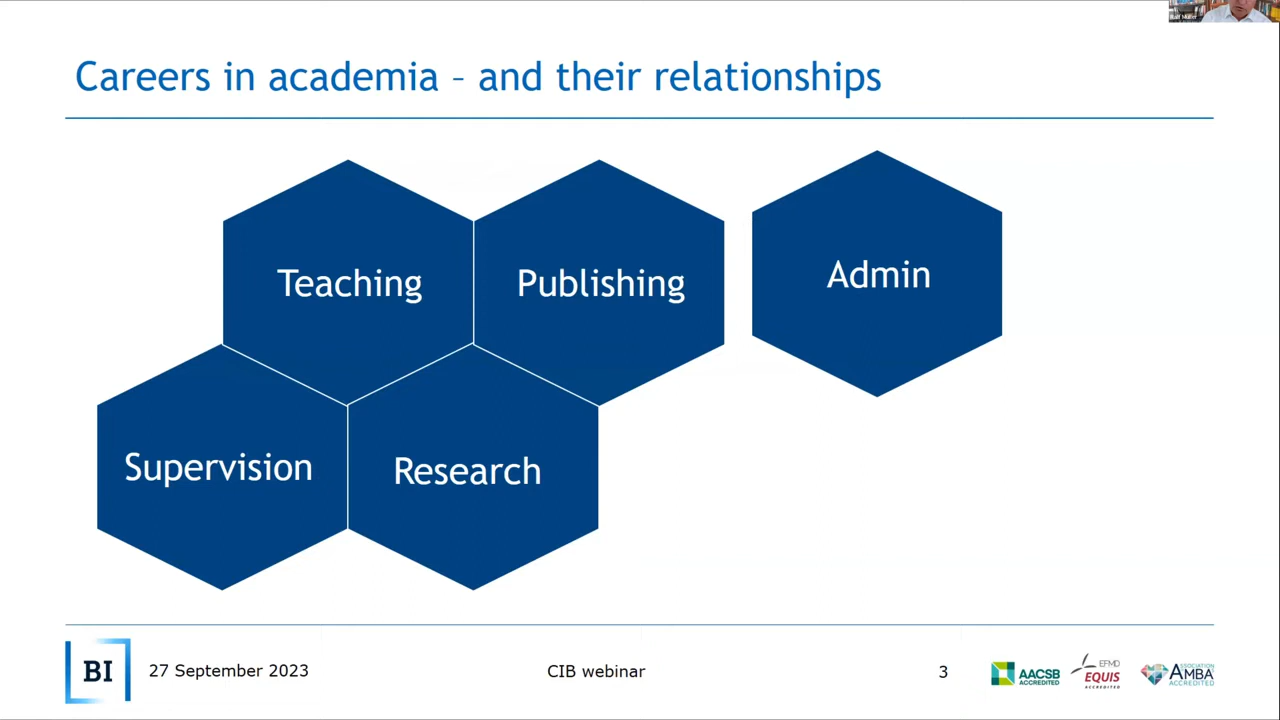 Careers in academia – and their relationships
Teaching
Publishing
Admin
Supervision
Research
BI
27 September 2023
CIB webinar
3
AACSB
ACCREDITED
EFMD
EQUIS
ACCREDITED
ASSOCIATION
AMBA
ACCREDITED